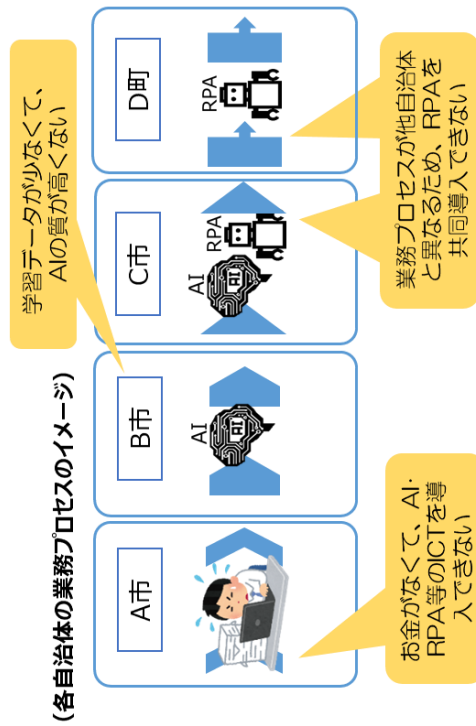 (各自治体の業務プロセスのイメージ)
学習データが少なくて、
AIの質が高くない
A市
B市
AI
AI
C市
AI
AI
RPA
D町
RPA
お金がなくて、AI・
RPA等のICTを導
入できない
業務プロセスが他自治体
と異なるため、RPAを
共同導入できない